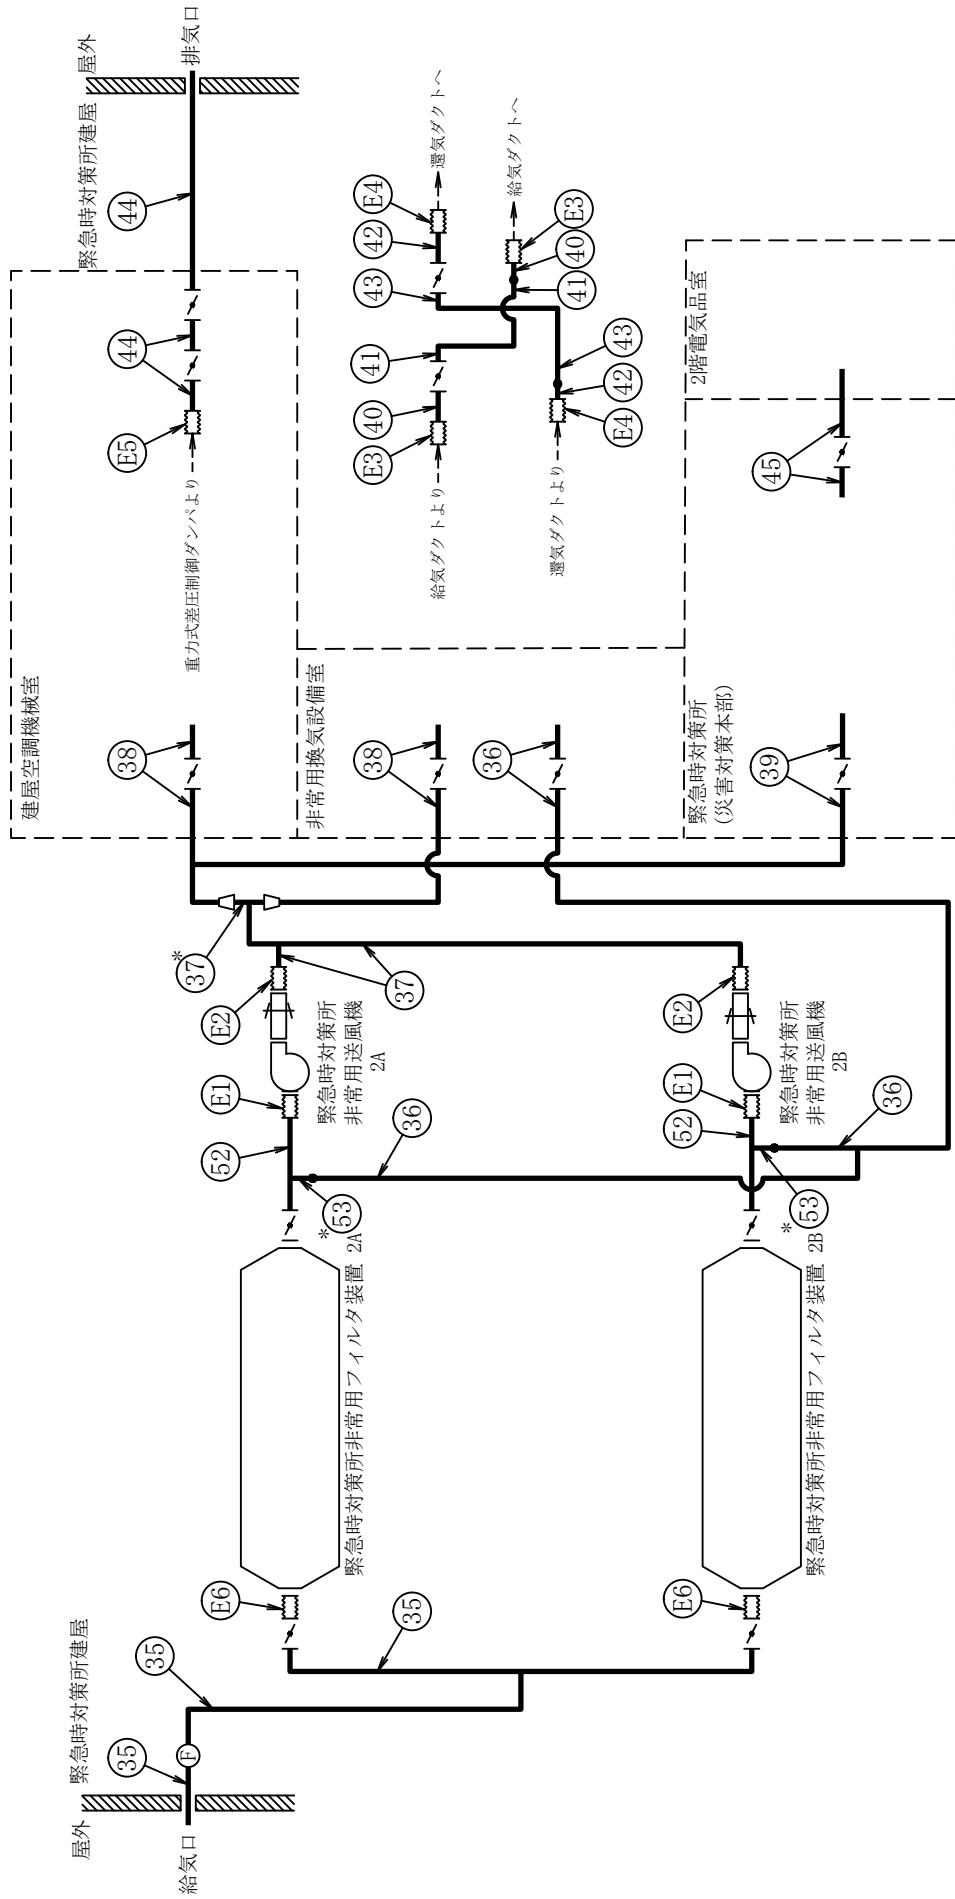 屋外
緊急時対策所建屋
給気口
35
F
35
35
E6
E6
緊急時対策所非常用フィルタ装置 2A
緊急時対策所非常用フィルタ装置 2B
*
53
*
53
52
52
36
36
E1
E1
緊急時対策所
非常用送風機
2A
緊急時対策所
非常用送風機
2B
E2
E2
37
*
37
建屋空調機械室
38
重力式差圧制御ダンパより
E5
44
44
緊急時対策所建屋
屋外
排気口
非常用換気設備室
38
36
給気ダクトより
E3
40
41
43
42
E4
還気ダクトへ
還気ダクトより
E4
42
43
41
40
E3
給気ダクトへ
緊急時対策所
(災害対策本部)
39
45
2階電気品室